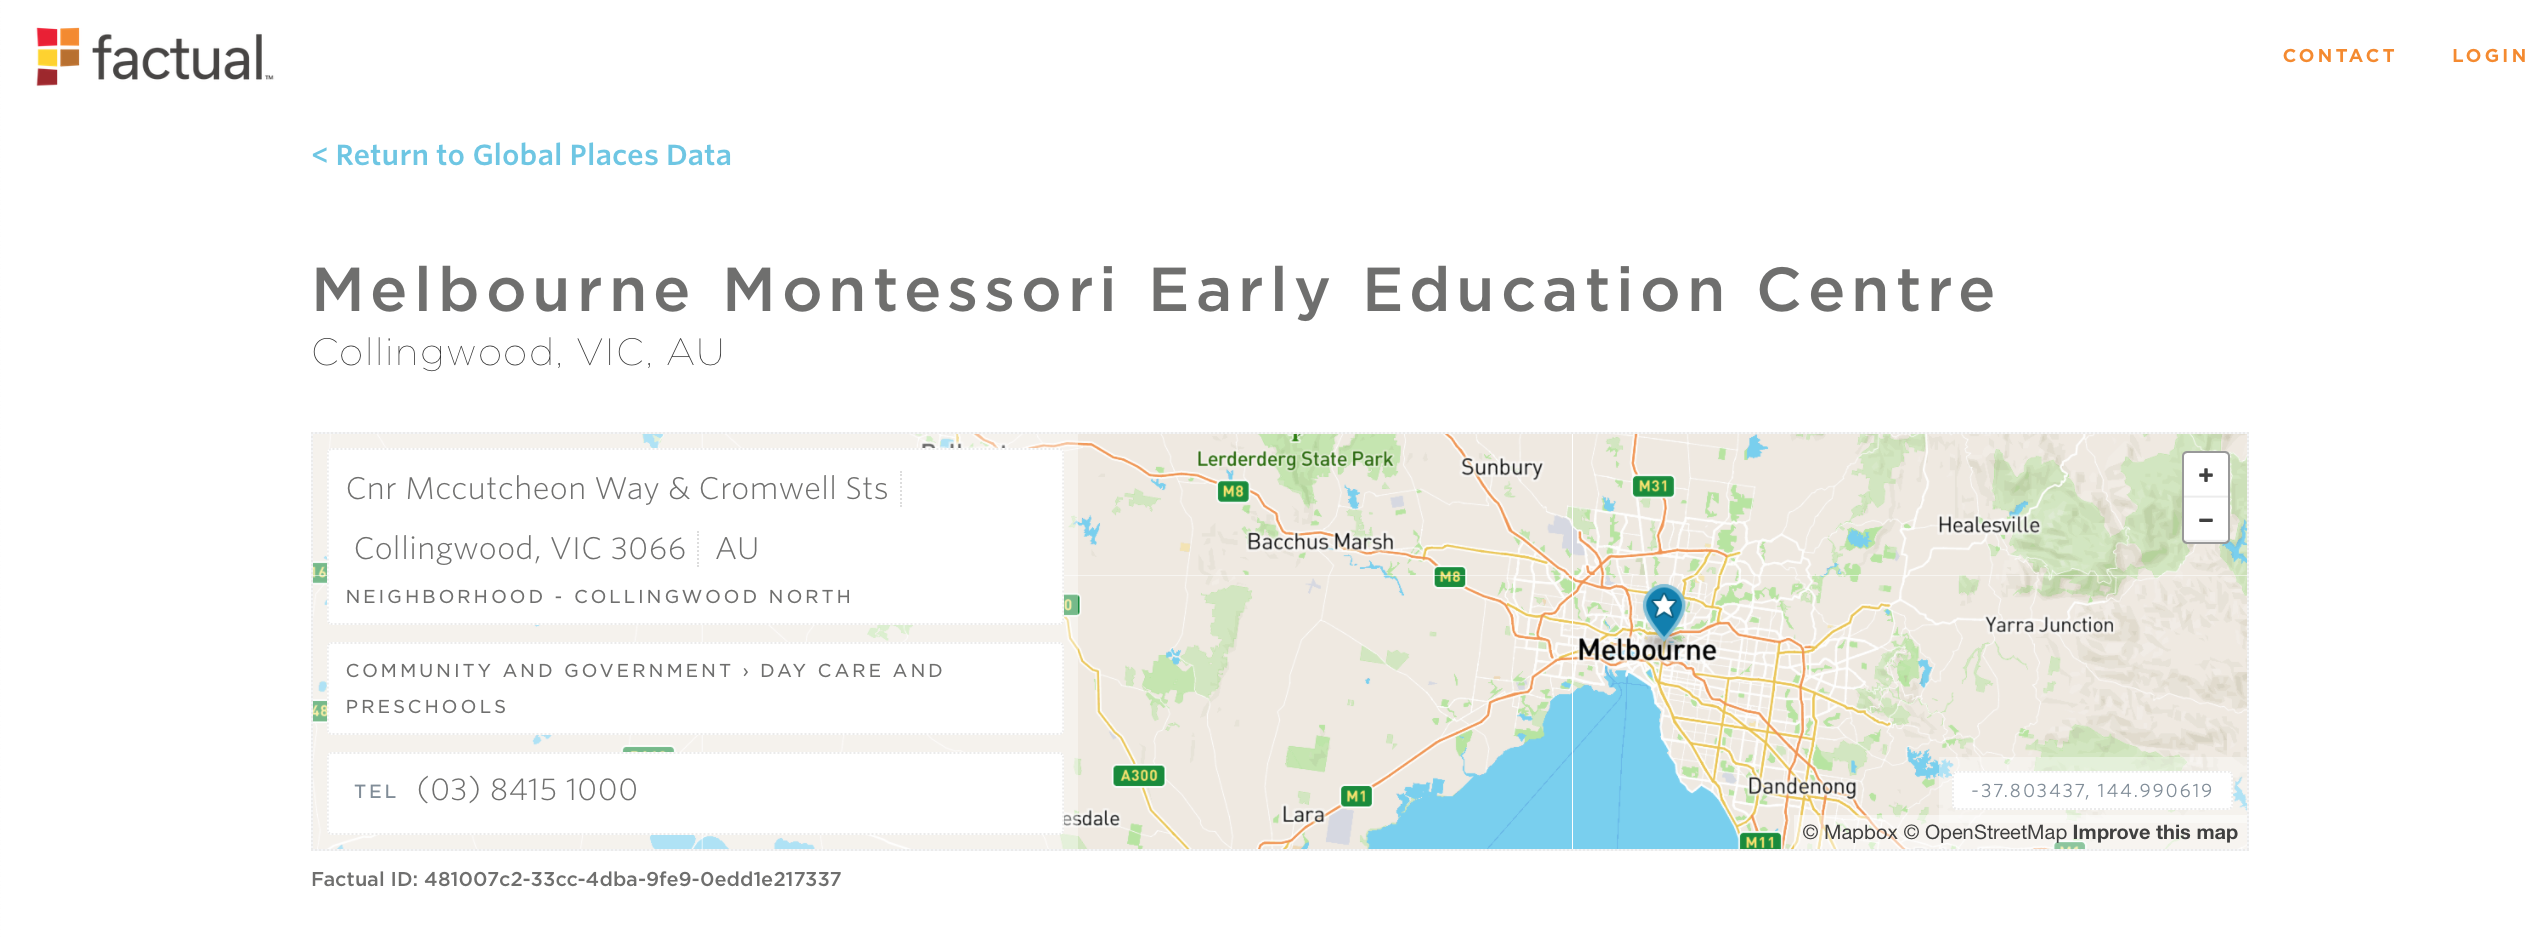 factual™
CONTACT
LOGIN
< Return to Global Places Data
Melbourne Montessori Early Education Centre
Collingwood, VIC, AU
Cnr Mccutcheon Way & Cromwell Sts
Collingwood, VIC 3066
AU
NEIGHBORHOOD - COLLINGWOOD NORTH
COMMUNITY AND GOVERNMENT › DAY CARE AND
PRESCHOOLS
TEL (03) 8415 1000
Lerderderg State Park
Sunbury
M8
M31
+
−
Healesville
Bacchus Marsh
M8
Yarra Junction
Melbourne
A300
M1
Dandenong
-37.803437, 144.990619
esdale
Lara
M11
© Mapbox © OpenStreetMap Improve this map
Factual ID: 481007c2-33cc-4dba-9fe9-0edd1e217337